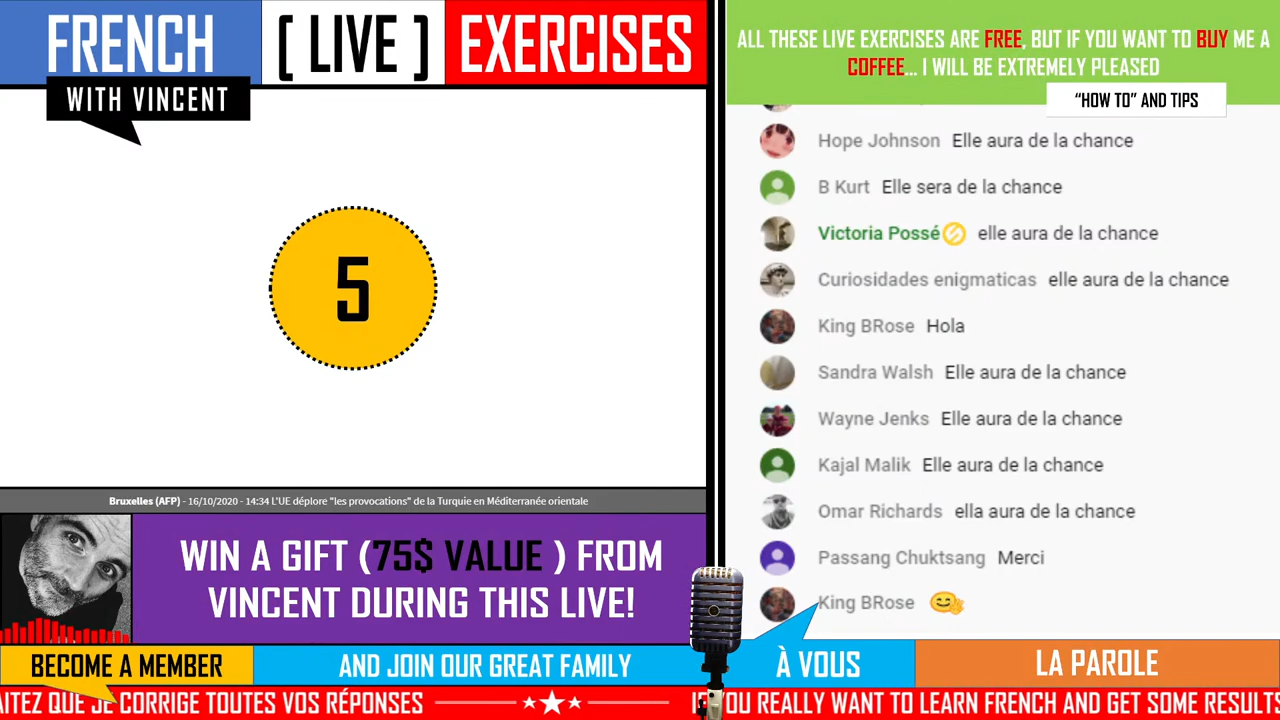 FRENCH [ LIVE ] EXERCISES
WITH VINCENT
5
Bruxelles (AFP) - 16/10/2020 - 14:34 L'UE déplore "les provocations" de la Turquie en Méditerranée orientale
WIN A GIFT (75$ VALUE ) FROM
VINCENT DURING THIS LIVE!
BECOME A MEMBER
AND JOIN OUR GREAT FAMILY
ALL THESE LIVE EXERCISES ARE FREE, BUT IF YOU WANT TO BUY ME A
COFFEE... I WILL BE EXTREMELY PLEASED
"HOW TO" AND TIPS
Hope Johnson Elle aura de la chance
B Kurt Elle sera de la chance
Victoria Possé elle aura de la chance
Curiosidades enigmaticas elle aura de la chance
King BRose Hola
Sandra Walsh Elle aura de la chance
Wayne Jenks Elle aura de la chance
Kajal Malik Elle aura de la chance
Omar Richards ella aura de la chance
Passang Chuktsang Merci
King BRose
À VOUS
LA PAROLE
AITEZ QUE JE CORRIGE TOUTES VOS RÉPONSES
YOU REALLY WANT TO LEARN FRENCH AND GET SOME RESULTS